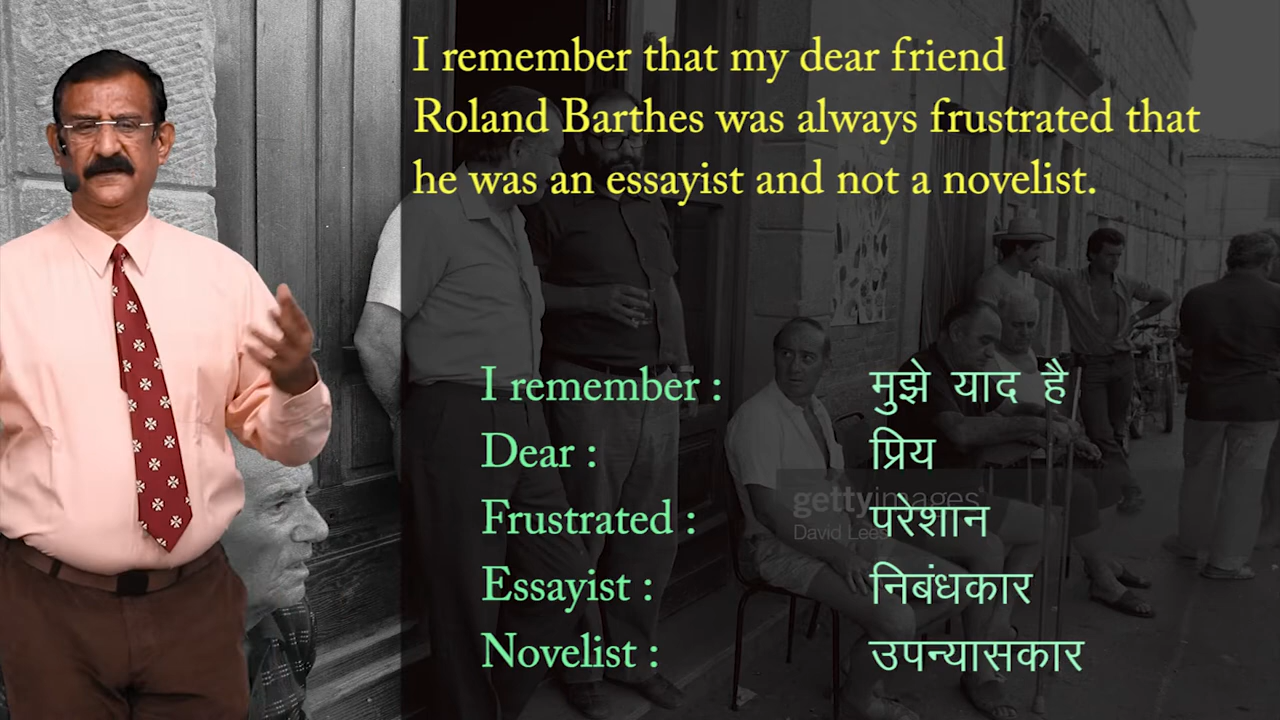 I remember that my dear friend
Roland Barthes was always frustrated that
he was an essayist and not a novelist.
I remember : मुझे याद है
Dear : प्रिय
gettyimages
David Lees
Frustrated : परेशान
Essayist : निबंधकार
Novelist : उपन्यासकार